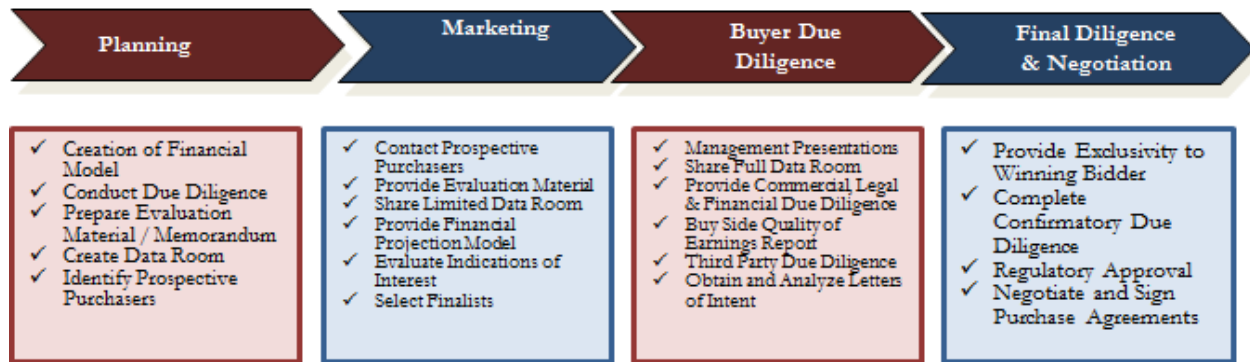 Planning
Marketing
Buyer Due
Diligence
Final Diligence
& Negotiation
✓ Creation of Financial
Model
✓ Conduct Due Diligence
✓ Prepare Evaluation
Material / Memorandum
✓ Create Data Room
✓ Identify Prospective
Purchasers
✓ Contact Prospective
Purchasers
✓ Provide Evaluation Material
✓ Share Limited Data Room
✓ Provide Financial
Projection Model
✓ Evaluate Indications of
Interest
✓ Select Finalists
✓ Management Presentations
✓ Share Full Data Room
✓ Provide Commercial, Legal
& Financial Due Diligence
✓ Buy Side Quality of
Earnings Report
✓ Third Party Due Diligence
✓ Obtain and Analyze Letters
of Intent
✓ Provide Exclusivity to
Winning Bidder
✓ Complete
Confirmatory Due
Diligence
✓ Regulatory Approval
✓ Negotiate and Sign
Purchase Agreements